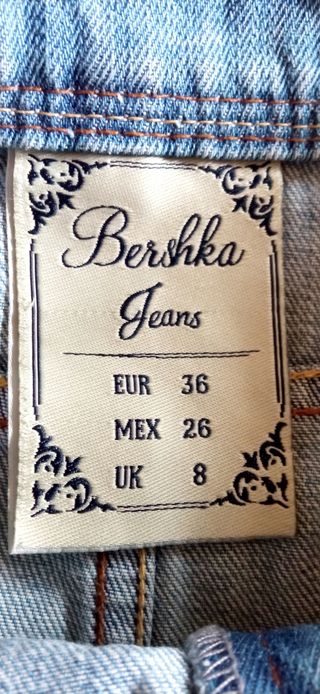 Bershka
Jeans
EUR 36
MEX 26
UK 8